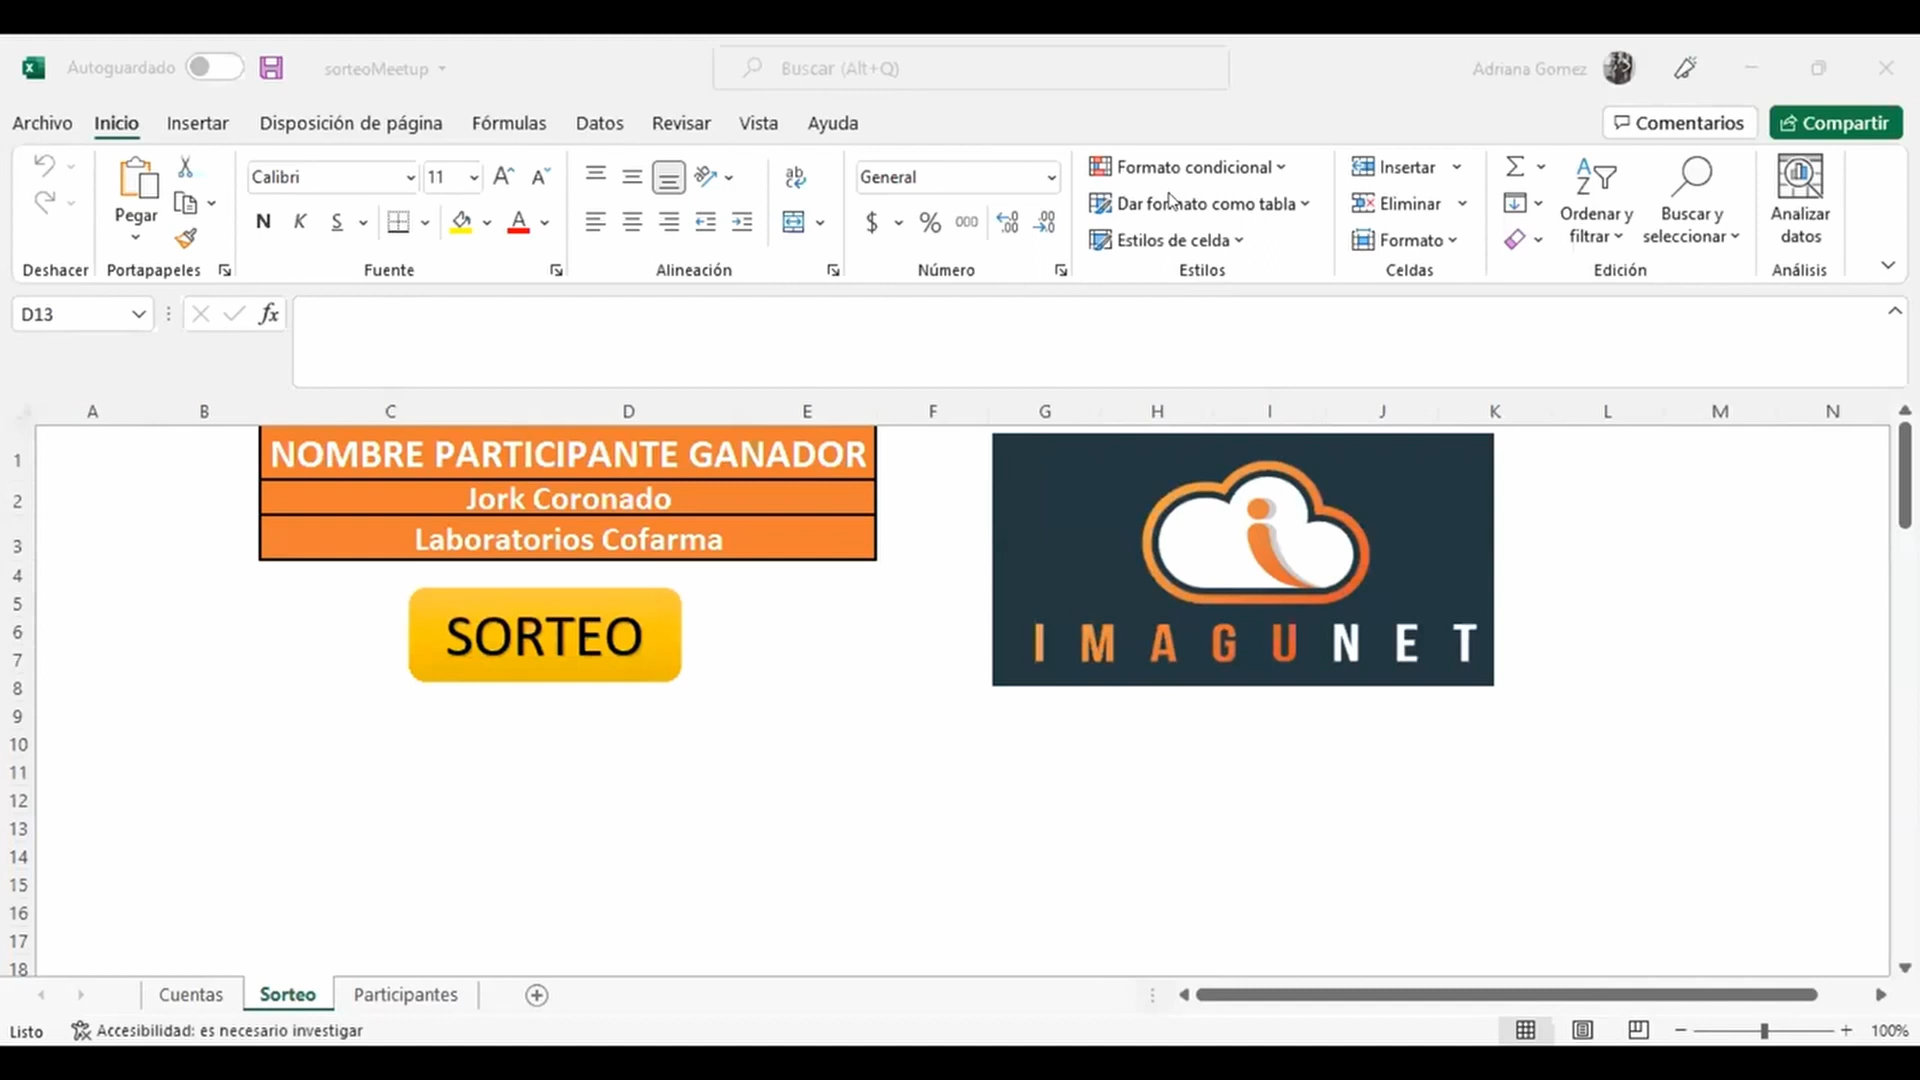 Autoguardado
sorteoMeetup
Buscar (Alt+Q)
Adriana Gomez
Archivo Inicio Insertar Disposición de página Fórmulas Datos Revisar Vista Ayuda
Comentarios
Compartir
Pegar
Calibri
11
General
Formato condicional
Dar formato como tabla
Estilos de celda
Insertar
Eliminar
Formato
Ordenar y
filtrar
Buscar y
seleccionar
Analizar
datos
N K S
$ % 000
Deshacer Portapapeles Fuente Alineación Número Estilos Celdas Edición Análisis
D13
fx
A B C D E F G H I J K L M N
1
NOMBRE PARTICIPANTE GANADOR
2
Jork Coronado
3
Laboratorios Cofarma
4
5
6
7
8
9
10
11
12
13
14
15
16
17
18
SORTEO
IMAGUNET
Cuentas Sorteo Participantes
Listo
Accesibilidad: es necesario investigar
100%